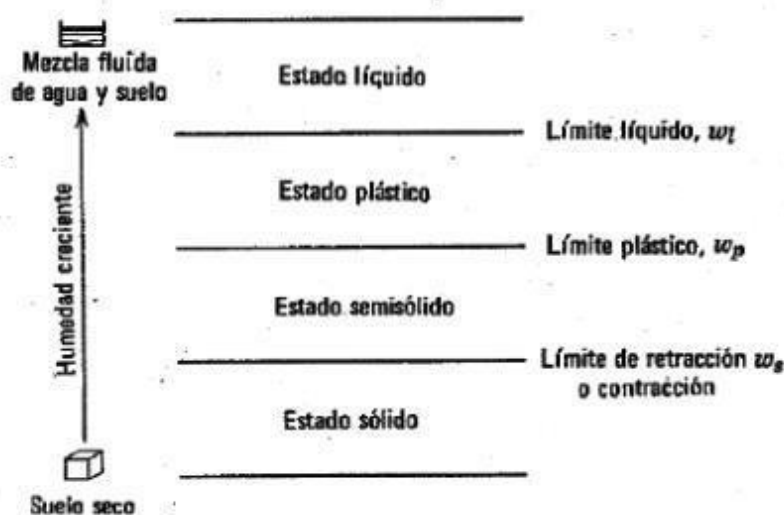 Mezcla fluída
de agua y suelo
Estado líquido
Límite líquido, wl
Estado plástico
Humedad creciente
Límite plástico, wp
Estado semisólido
Límite de retracción ws
o contracción
Estado sólido
Suelo seco